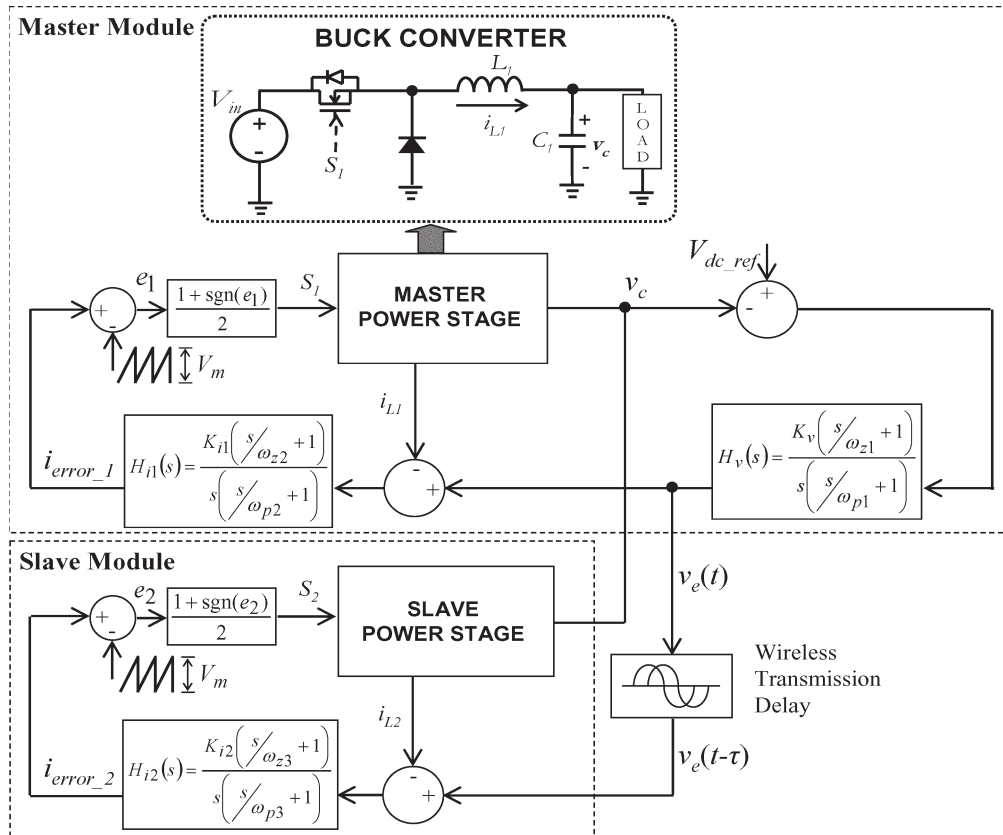 Master Module
BUCK CONVERTER
V_in
+
-
S_1
L_1
i_L1
C_1
+
v_c
-
LOAD
e_1
+
-
(1 + sgn(e_1)) / 2
S_1
MASTER
POWER STAGE
v_c
V_dc_ref
+
-
V_m
i_L1
i_error_1
H_i1(s) = K_i1(s/ω_z2 + 1) / s(s/ω_p2 + 1)
-
+
H_v(s) = K_v(s/ω_z1 + 1) / s(s/ω_p1 + 1)
Slave Module
e_2
+
-
(1 + sgn(e_2)) / 2
S_2
SLAVE
POWER STAGE
v_e(t)
V_m
Wireless
Transmission
Delay
i_L2
i_error_2
H_i2(s) = K_i2(s/ω_z3 + 1) / s(s/ω_p3 + 1)
-
+
v_e(t-τ)